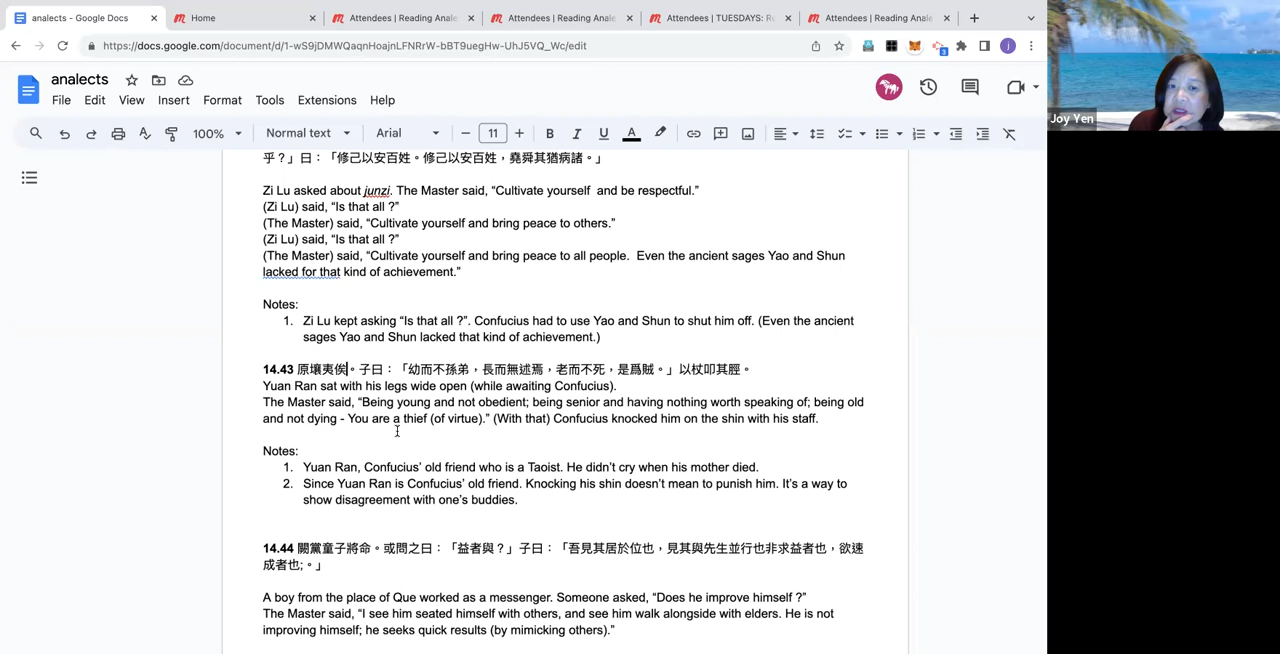 analects - Google Docs
Home
Attendees | Reading Anale
Attendees | Reading Anale
Attendees | TUESDAYS: Re
Attendees | Reading Anale
https://docs.google.com/document/d/1-wS9jDMWQaqnHoajnLFNRrW-bBT9uegHw-UhJ5VQ_Wc/edit
3
j
analects
File Edit View Insert Format Tools Extensions Help
100% Normal text Arial 11 B I U A
乎？」曰：「修己以安百姓。修己以安百姓，堯舜其猶病諸。」
Zi Lu asked about junzi. The Master said, “Cultivate yourself  and be respectful.”
(Zi Lu) said, “Is that all ?”
(The Master) said, “Cultivate yourself and bring peace to others.”
(Zi Lu) said, “Is that all ?”
(The Master) said, “Cultivate yourself and bring peace to all people.  Even the ancient sages Yao and Shun
lacked for that kind of achievement.”
Notes:
1. Zi Lu kept asking “Is that all ?”. Confucius had to use Yao and Shun to shut him off. (Even the ancient
sages Yao and Shun lacked that kind of achievement.)
14.43 原壤夷俟。子曰：「幼而不孫弟，長而無述焉，老而不死，是爲賊。」以杖叩其脛。
Yuan Ran sat with his legs wide open (while awaiting Confucius).
The Master said, “Being young and not obedient; being senior and having nothing worth speaking of; being old
and not dying - You are a thief (of virtue).” (With that) Confucius knocked him on the shin with his staff.
Notes:
1. Yuan Ran, Confucius’ old friend who is a Taoist. He didn’t cry when his mother died.
2. Since Yuan Ran is Confucius’ old friend. Knocking his shin doesn’t mean to punish him. It’s a way to
show disagreement with one’s buddies.
14.44 闕黨童子將命。或問之曰：「益者與？」子曰：「吾見其居於位也，見其與先生並行也非求益者也，欲速
成者也;。」
A boy from the place of Que worked as a messenger. Someone asked, “Does he improve himself ?”
The Master said, “I see him seated himself with others, and see him walk alongside with elders. He is not
improving himself; he seeks quick results (by mimicking others).”
Joy Yen